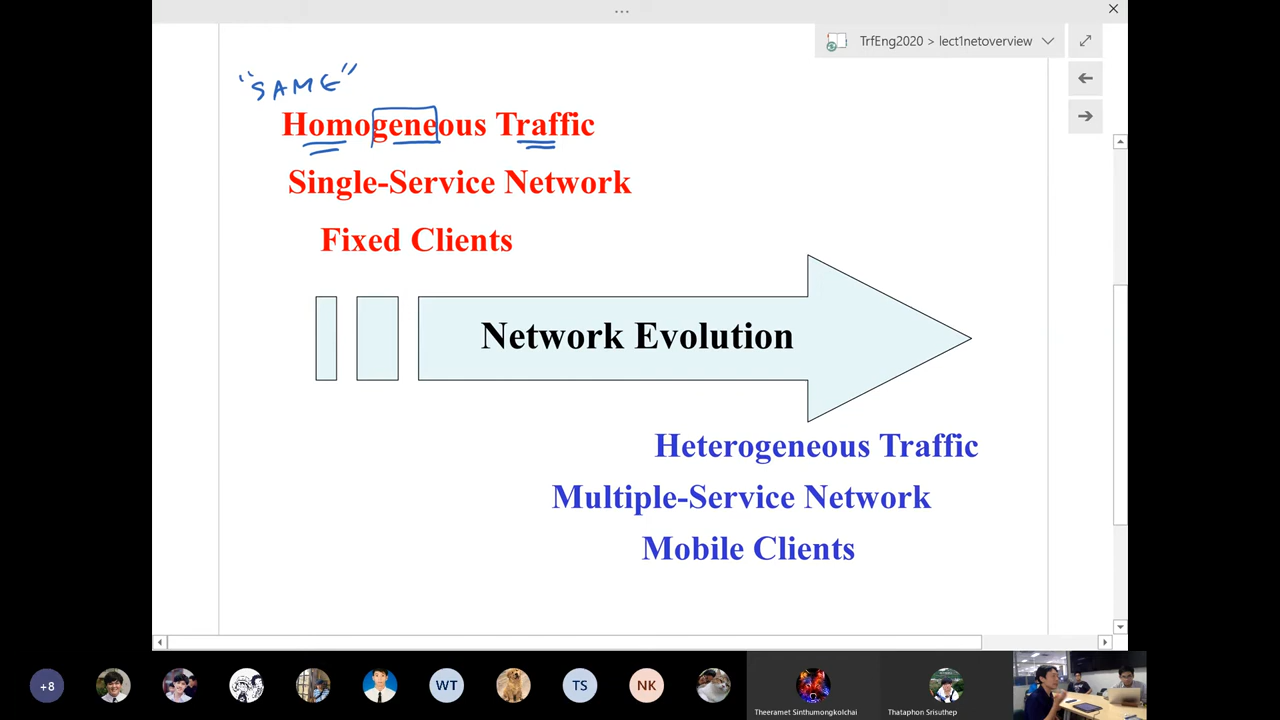 ...
TrfEng2020 > lect1netoverview
"SAME"
Homogeneous Traffic
Single-Service Network
Fixed Clients
Network Evolution
Heterogeneous Traffic
Multiple-Service Network
Mobile Clients
+8
WT
TS
NK
Theeramet Sinthumongkolchai
Thataphon Srisuthep